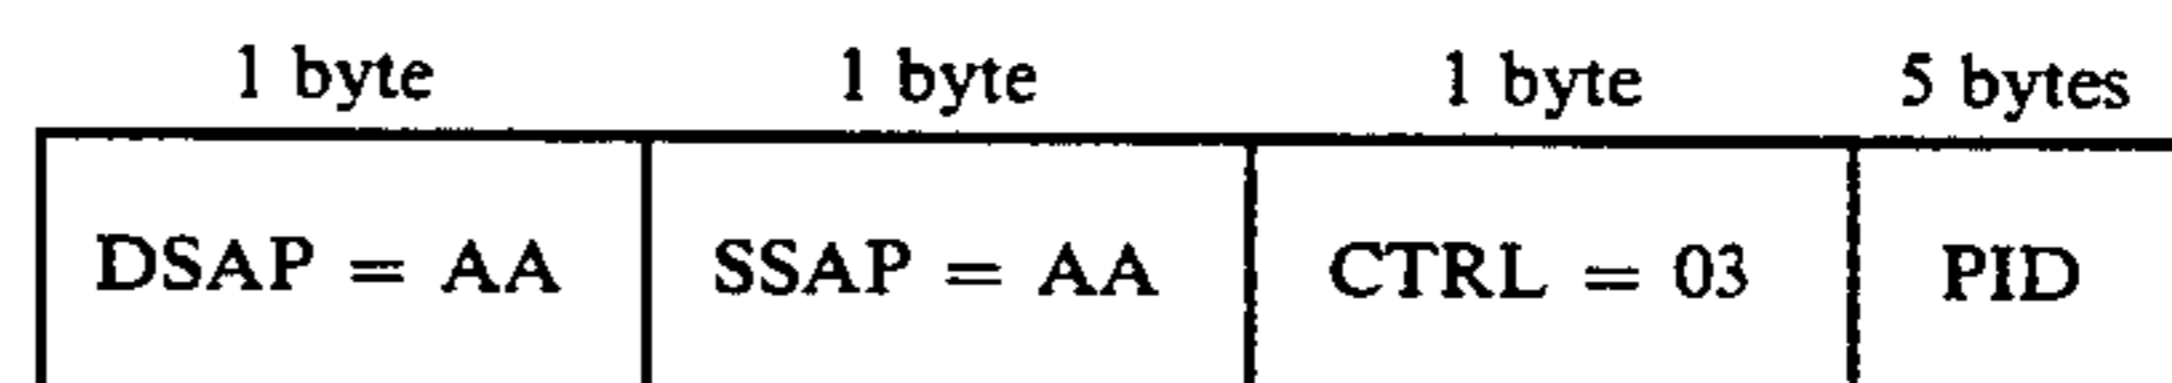 1 byte 1 byte 1 byte 5 bytes
DSAP = AA SSAP = AA CTRL = 03 PID